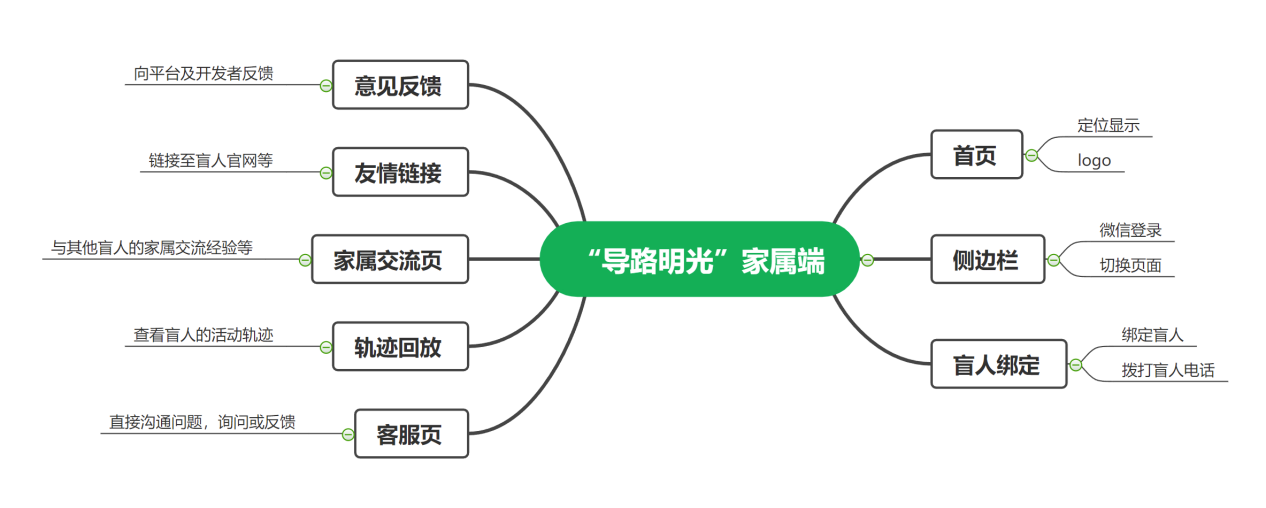 “导路明光”家属端
首页
定位显示
logo
侧边栏
微信登录
切换页面
盲人绑定
绑定盲人
拨打盲人电话
意见反馈
向平台及开发者反馈
友情链接
链接至盲人官网等
家属交流页
与其他盲人的家属交流经验等
轨迹回放
查看盲人的活动轨迹
客服页
直接沟通问题，询问或反馈